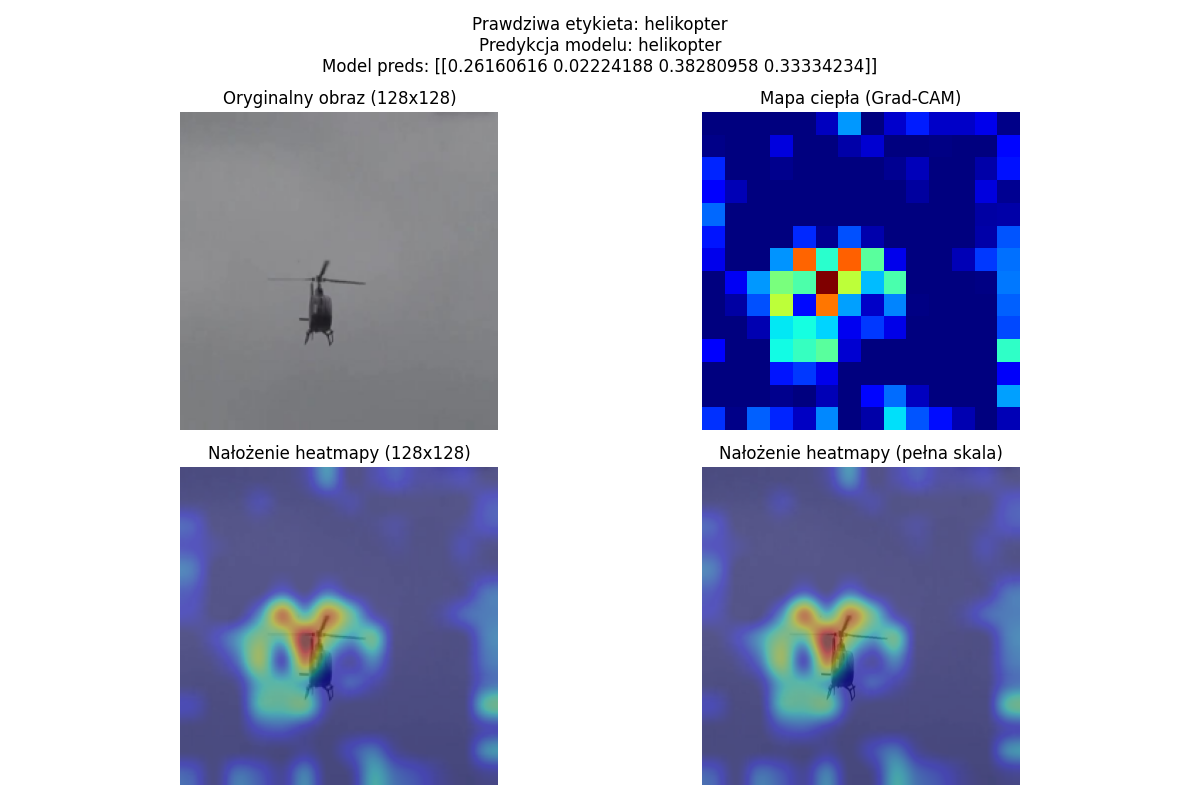 Prawdziwa etykieta: helikopter
Predykcja modelu: helikopter
Model preds: [[0.26160616 0.02224188 0.38280958 0.33334234]]
Oryginalny obraz (128x128)
Mapa ciepła (Grad-CAM)
Nałożenie heatmapy (128x128)
Nałożenie heatmapy (pełna skala)